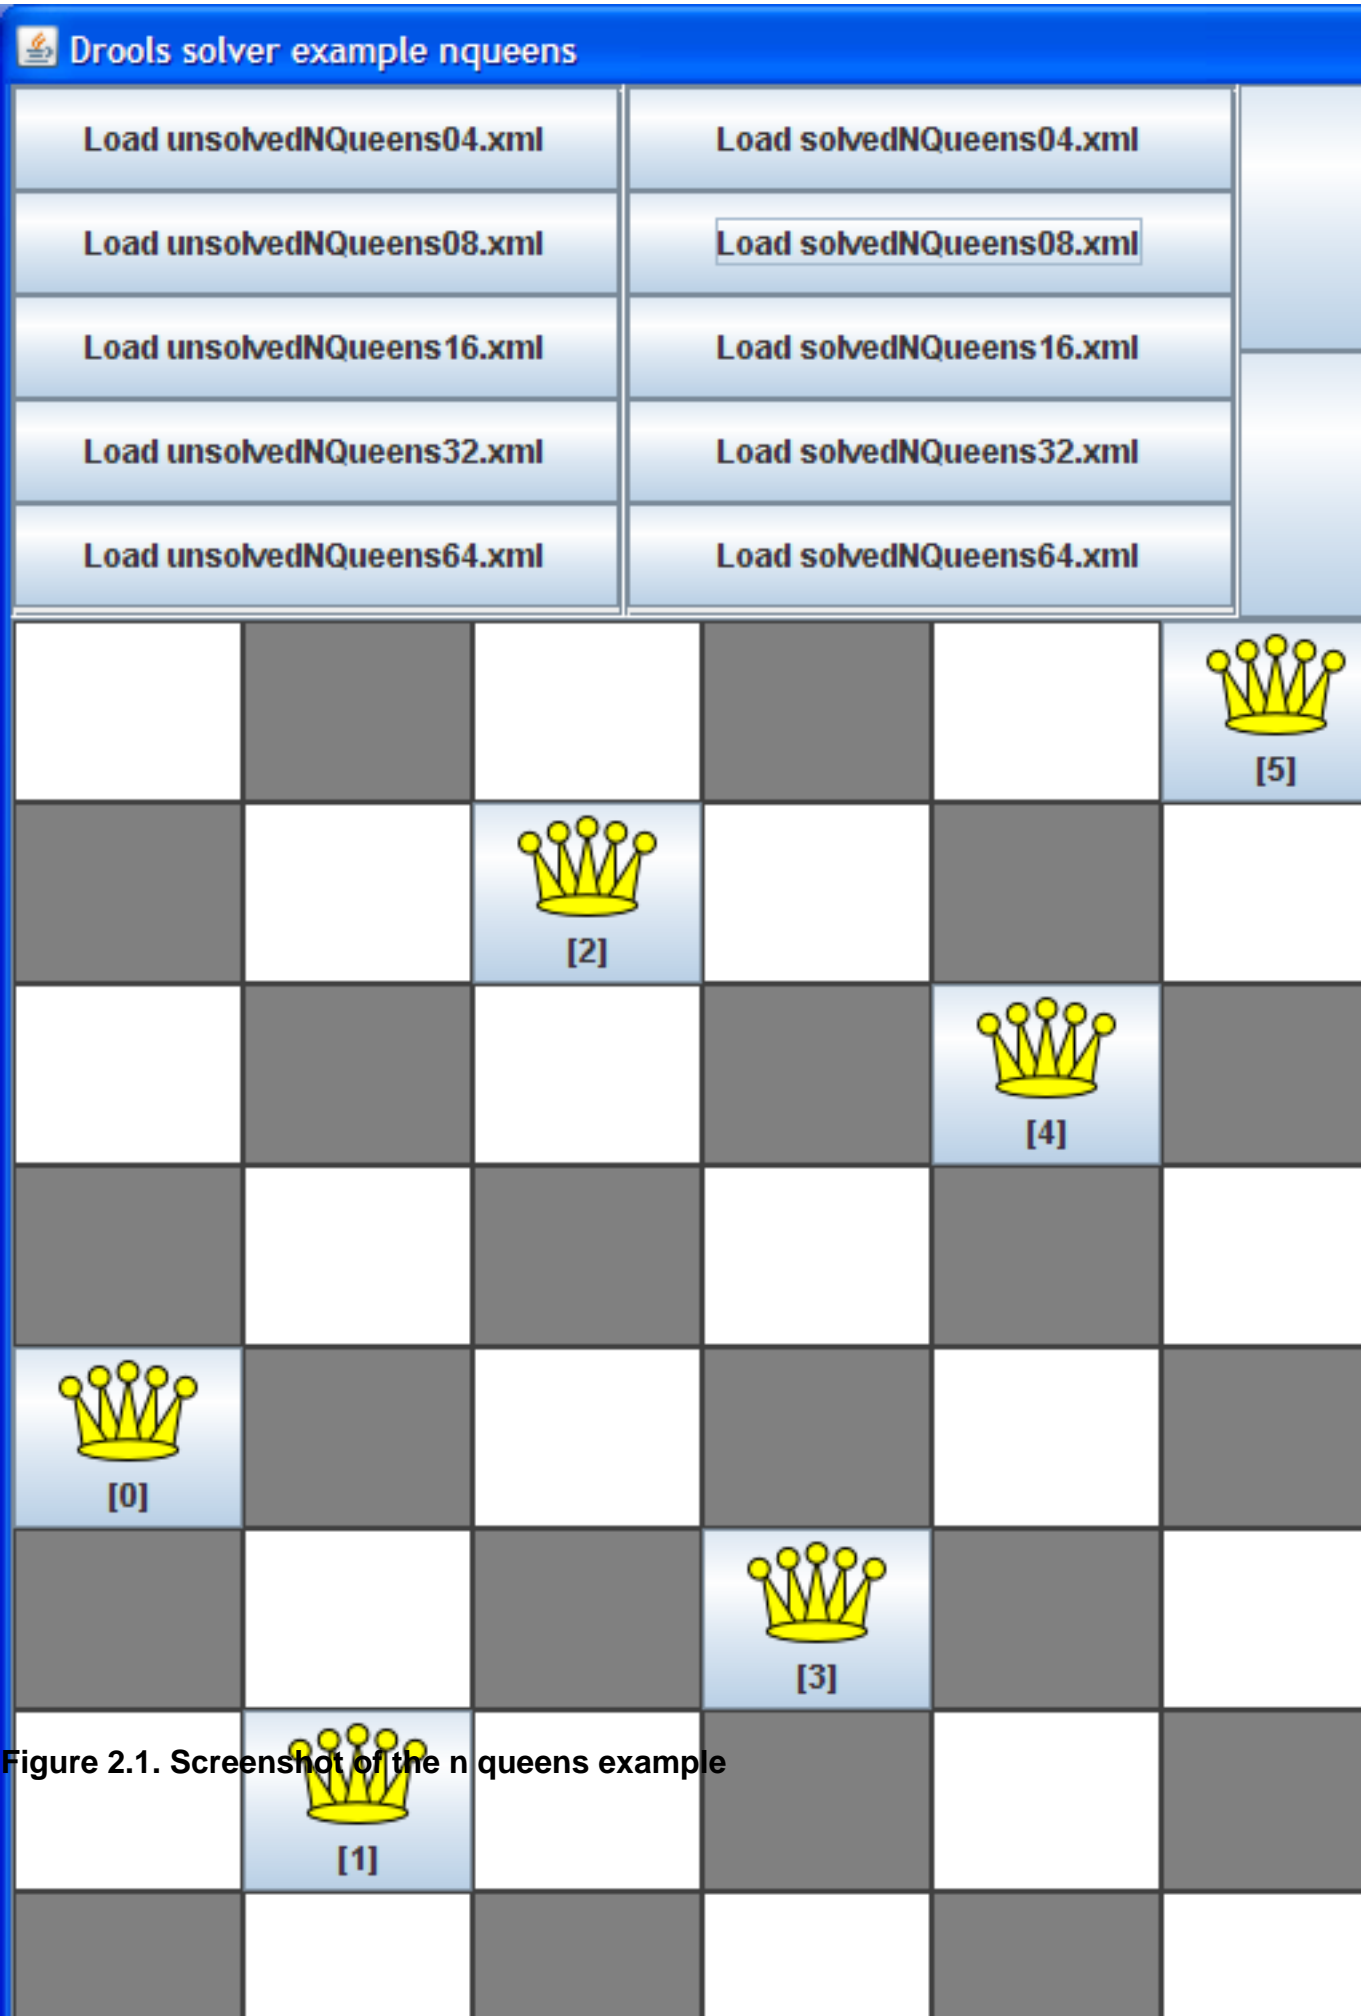 Drools solver example nqueens
Load unsolvedNQueens04.xml
Load solvedNQueens04.xml
Load unsolvedNQueens08.xml
Load solvedNQueens08.xml
Load unsolvedNQueens16.xml
Load solvedNQueens16.xml
Load unsolvedNQueens32.xml
Load solvedNQueens32.xml
Load unsolvedNQueens64.xml
Load solvedNQueens64.xml
[5]
[2]
[4]
[0]
[3]
Figure 2.1. Screenshot of the n queens example
[1]